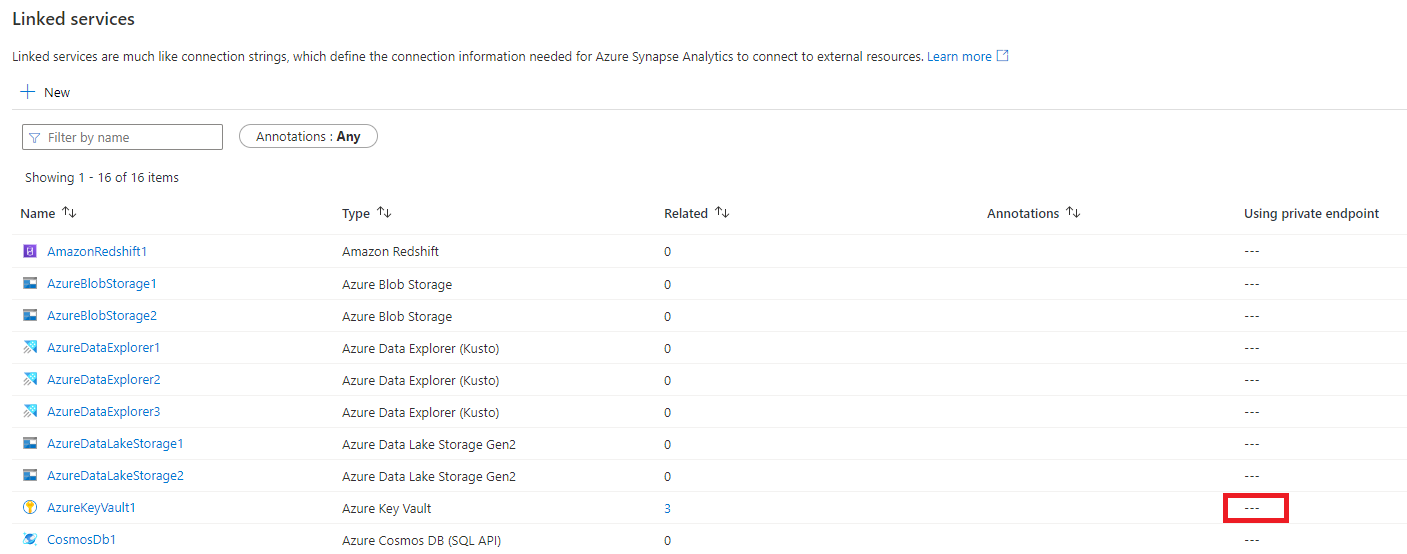 Linked services
Linked services are much like connection strings, which define the connection information needed for Azure Synapse Analytics to connect to external resources. Learn more
New
Filter by name
Annotations : Any
Showing 1 - 16 of 16 items
Name Type Related Annotations Using private endpoint
AmazonRedshift1 Amazon Redshift 0 ---
AzureBlobStorage1 Azure Blob Storage 0 ---
AzureBlobStorage2 Azure Blob Storage 0 ---
AzureDataExplorer1 Azure Data Explorer (Kusto) 0 ---
AzureDataExplorer2 Azure Data Explorer (Kusto) 0 ---
AzureDataExplorer3 Azure Data Explorer (Kusto) 0 ---
AzureDataLakeStorage1 Azure Data Lake Storage Gen2 0 ---
AzureDataLakeStorage2 Azure Data Lake Storage Gen2 0 ---
AzureKeyVault1 Azure Key Vault 3 ---
CosmosDb1 Azure Cosmos DB (SQL API) 0 ---